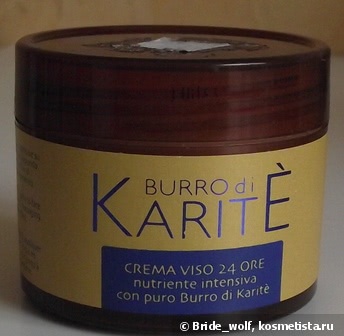 BURRO di
KARITÈ
CREMA VISO 24 ORE
nutriente intensiva
con puro Burro di Karitè
© Bride_wolf, kosmetista.ru